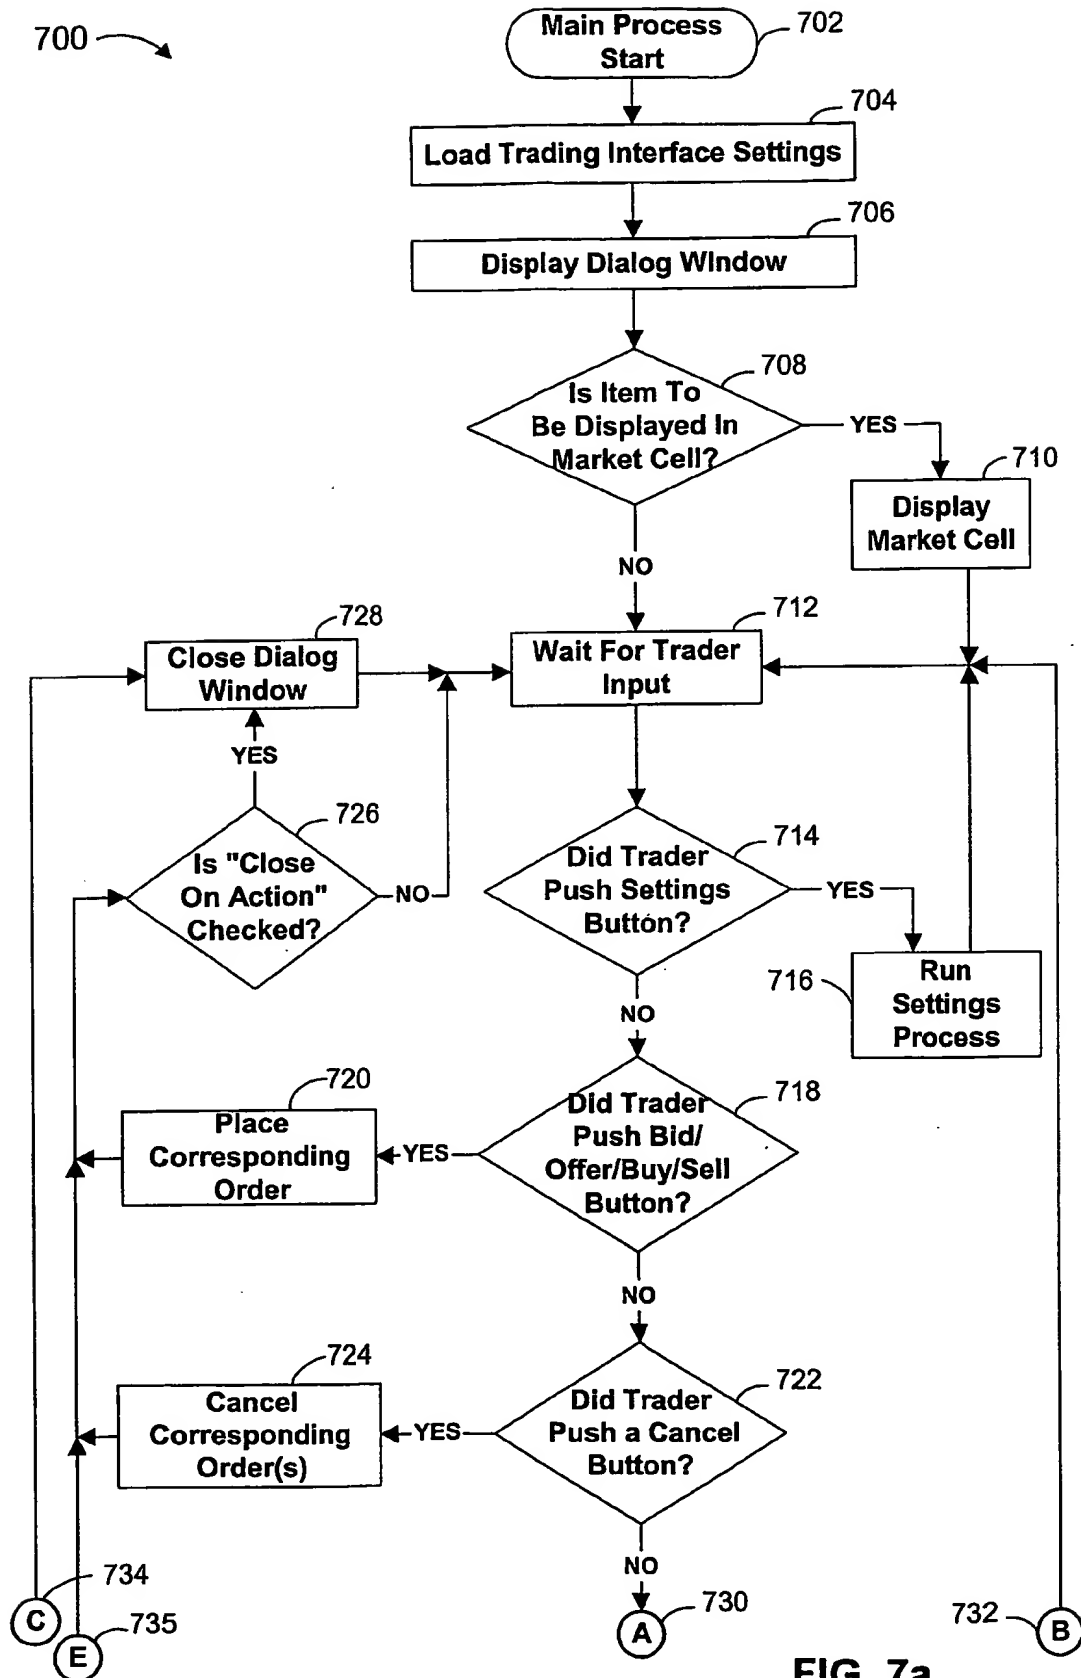 700
Main Process
Start
702
704
Load Trading Interface Settings
706
Display Dialog Window
708
Is Item To
Be Displayed In
Market Cell?
YES
710
Display
Market Cell
NO
712
728
Close Dialog
Window
Wait For Trader
Input
YES
726
Is "Close
On Action"
Checked?
NO
714
Did Trader
Push Settings
Button?
YES
716
Run
Settings
Process
NO
720
Place
Corresponding
Order
YES
718
Did Trader
Push Bid/
Offer/Buy/Sell
Button?
NO
724
Cancel
Corresponding
Order(s)
YES
722
Did Trader
Push a Cancel
Button?
NO
734
C
735
E
730
A
732
B
FIG. 7a